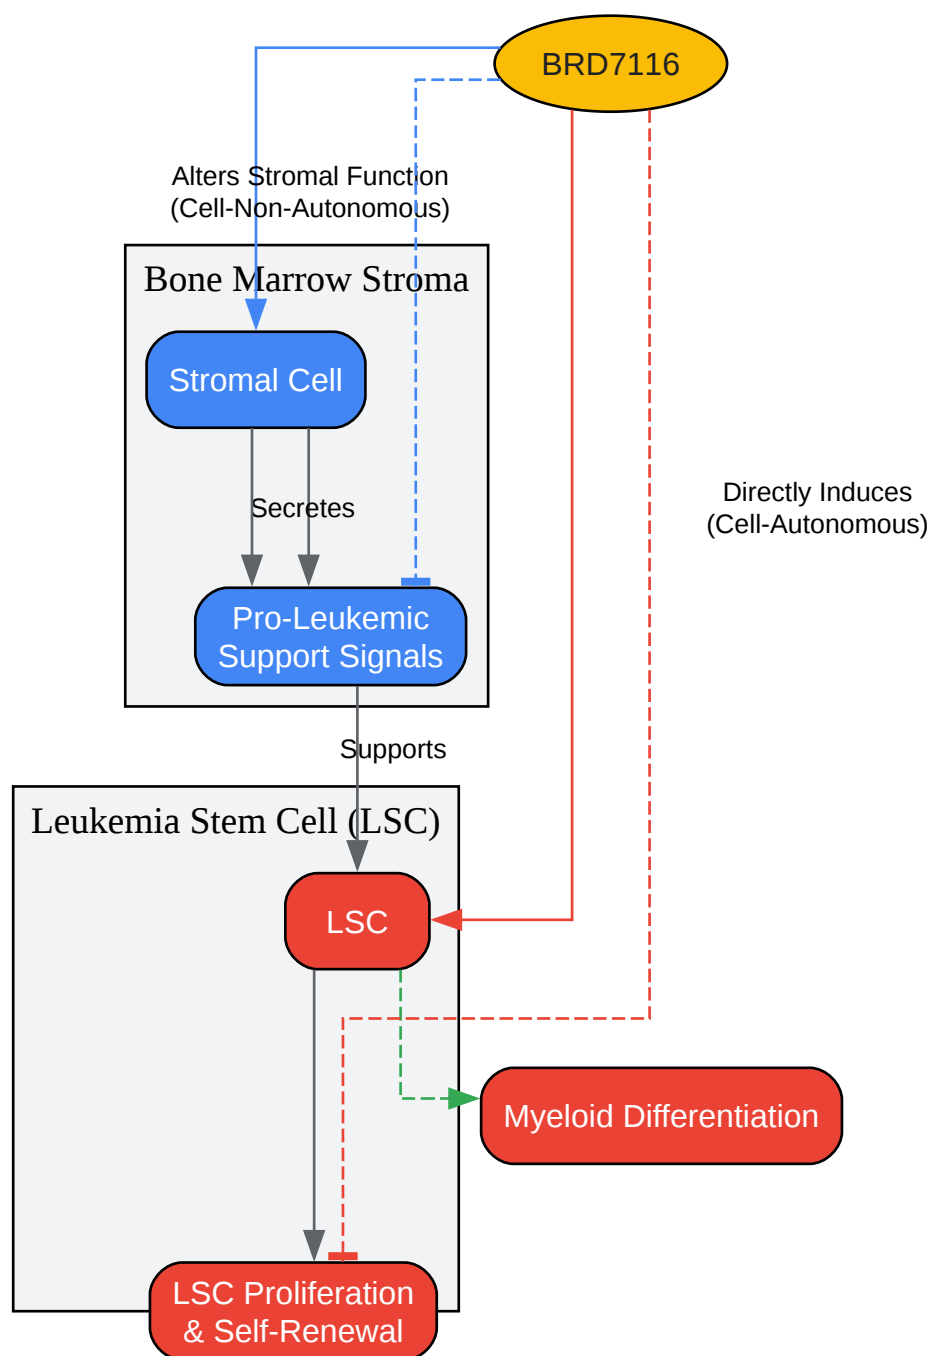 BRD7116
Alters Stromal Function
(Cell-Non-Autonomous)
Bone Marrow Stroma
Stromal Cell
Directly Induces
(Cell-Autonomous)
Secretes
Pro-Leukemic
Support Signals
Supports
Leukemia Stem Cell (LSC)
LSC
Myeloid Differentiation
LSC Proliferation
& Self-Renewal